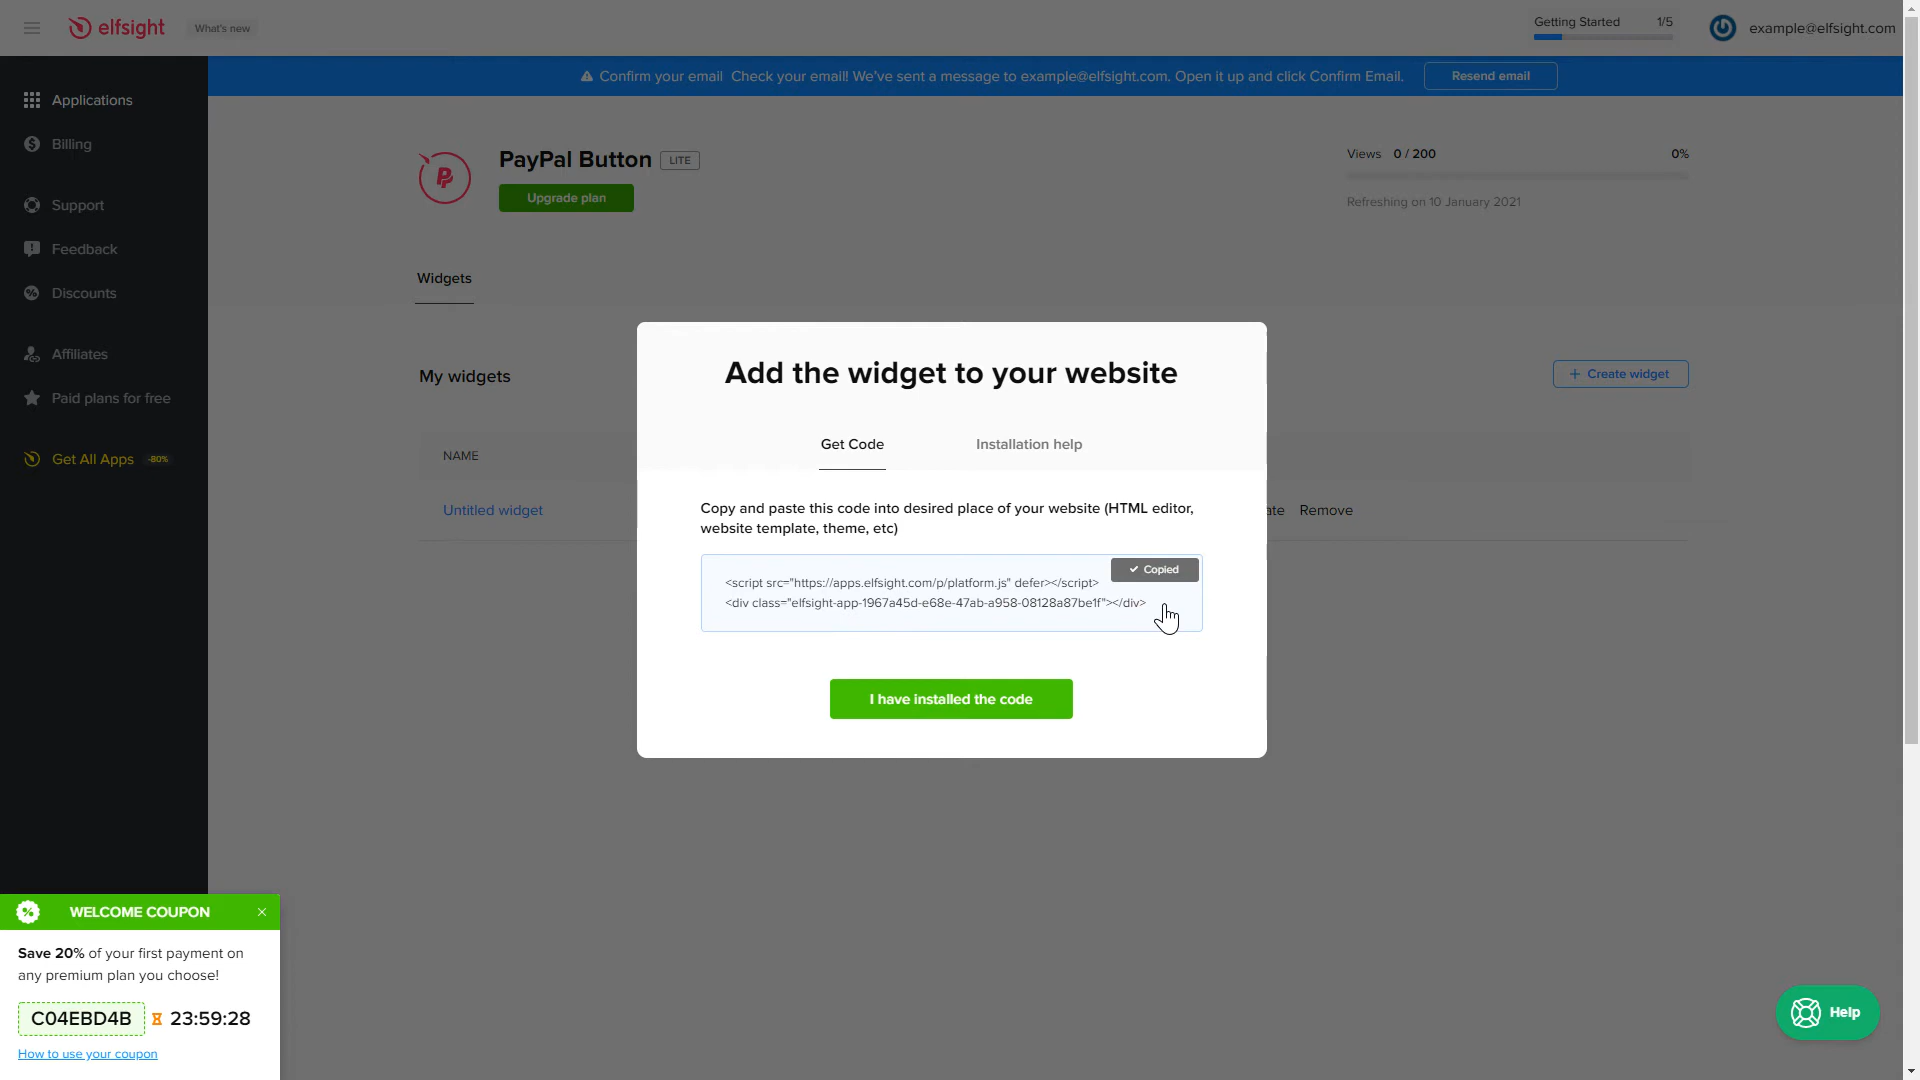 elfsight
What's new
Getting Started 1/5
example@elfsight.com
Confirm your email Check your email! We've sent a message to example@elfsight.com. Open it up and click Confirm Email. Resend email
Applications
Billing
Support
Feedback
Discounts
Affiliates
Paid plans for free
Get All Apps -80%
PayPal Button LITE
Upgrade plan
Views 0 / 200 0%
Refreshing on 10 January 2021
Widgets
My widgets
+ Create widget
NAME
Untitled widget
ate Remove
Add the widget to your website
Get Code Installation help
Copy and paste this code into desired place of your website (HTML editor,
website template, theme, etc)
Copied
<script src="https://apps.elfsight.com/p/platform.js" defer></script>
<div class="elfsight-app-1967a45d-e68e-47ab-a958-08128a87be1f"></div>
I have installed the code
WELCOME COUPON
Save 20% of your first payment on
any premium plan you choose!
C04EBD4B 23:59:28
How to use your coupon
Help